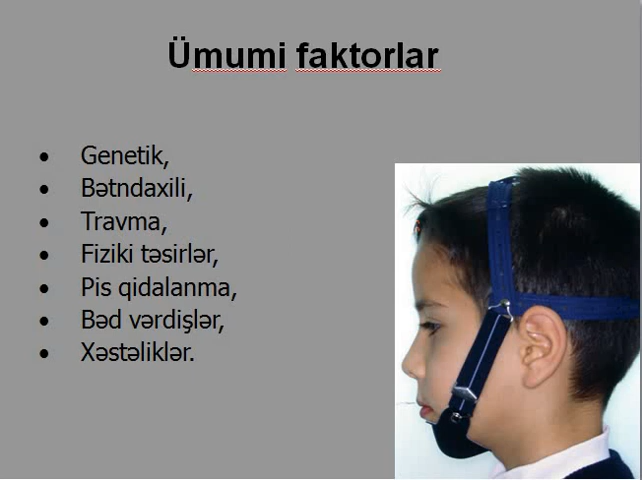 Ümumi faktorlar
• Genetik,
• Bətndaxili,
• Travma,
• Fiziki təsirlər,
• Pis qidalanma,
• Bəd vərdişlər,
• Xəstəliklər.